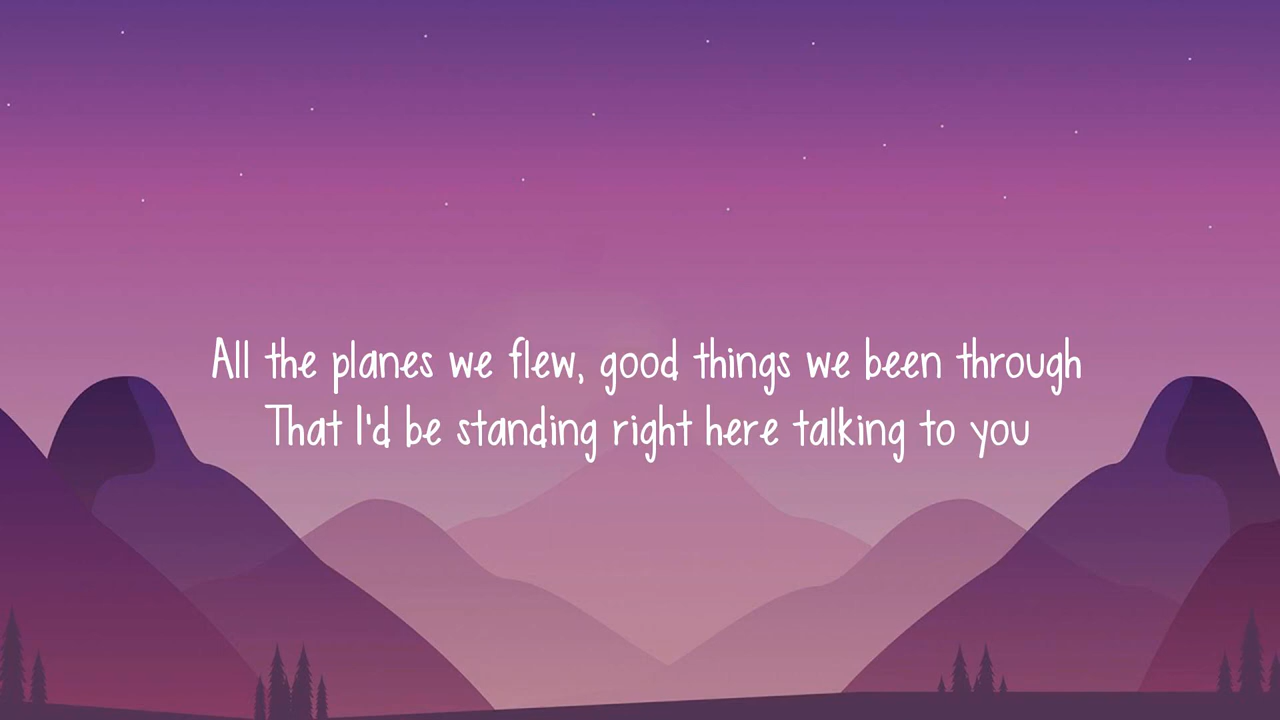 All the planes we flew, good things we been through
That I'd be standing right here talking to you